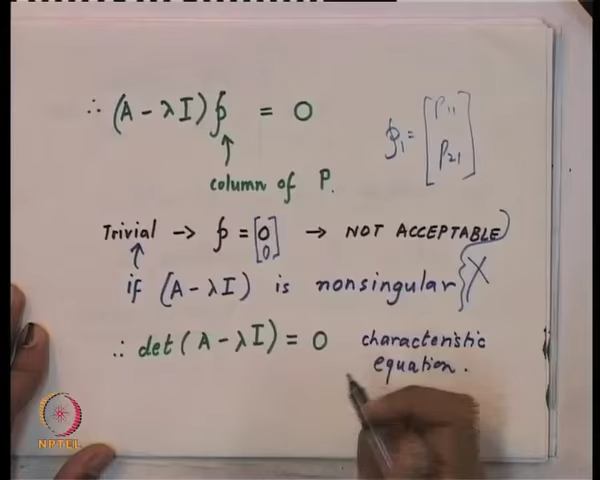 ∴ (A - λI)p = 0
p₁ = [p₁₁
p₂₁]
column of P.
Trivial → p = [0
0] → NOT ACCEPTABLE
if (A - λI) is nonsingular } X
∴ det (A - λI) = 0 characteristic
equation.
NPTEL